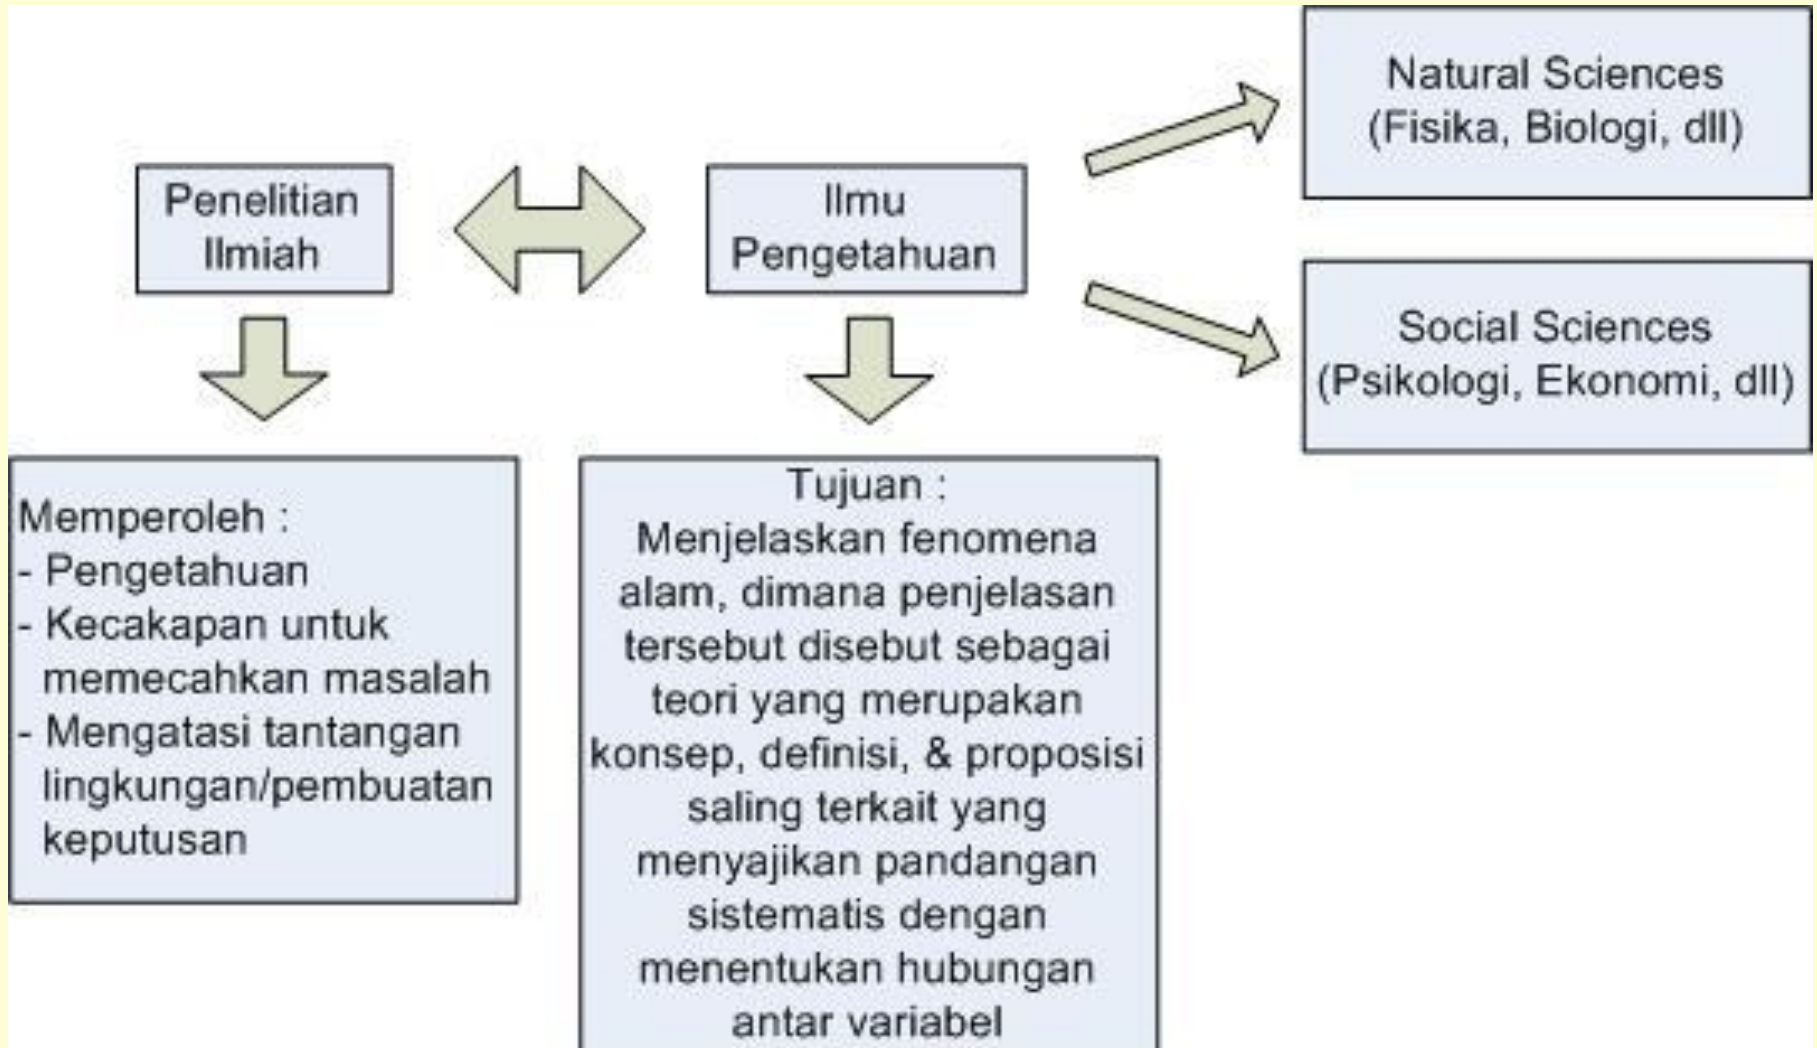 Penelitian
Ilmiah
Ilmu
Pengetahuan
Natural Sciences
(Fisika, Biologi, dll)
Social Sciences
(Psikologi, Ekonomi, dll)
Memperoleh :
- Pengetahuan
- Kecakapan untuk
memecahkan masalah
- Mengatasi tantangan
lingkungan/pembuatan
keputusan
Tujuan :
Menjelaskan fenomena
alam, dimana penjelasan
tersebut disebut sebagai
teori yang merupakan
konsep, definisi, & proposisi
saling terkait yang
menyajikan pandangan
sistematis dengan
menentukan hubungan
antar variabel